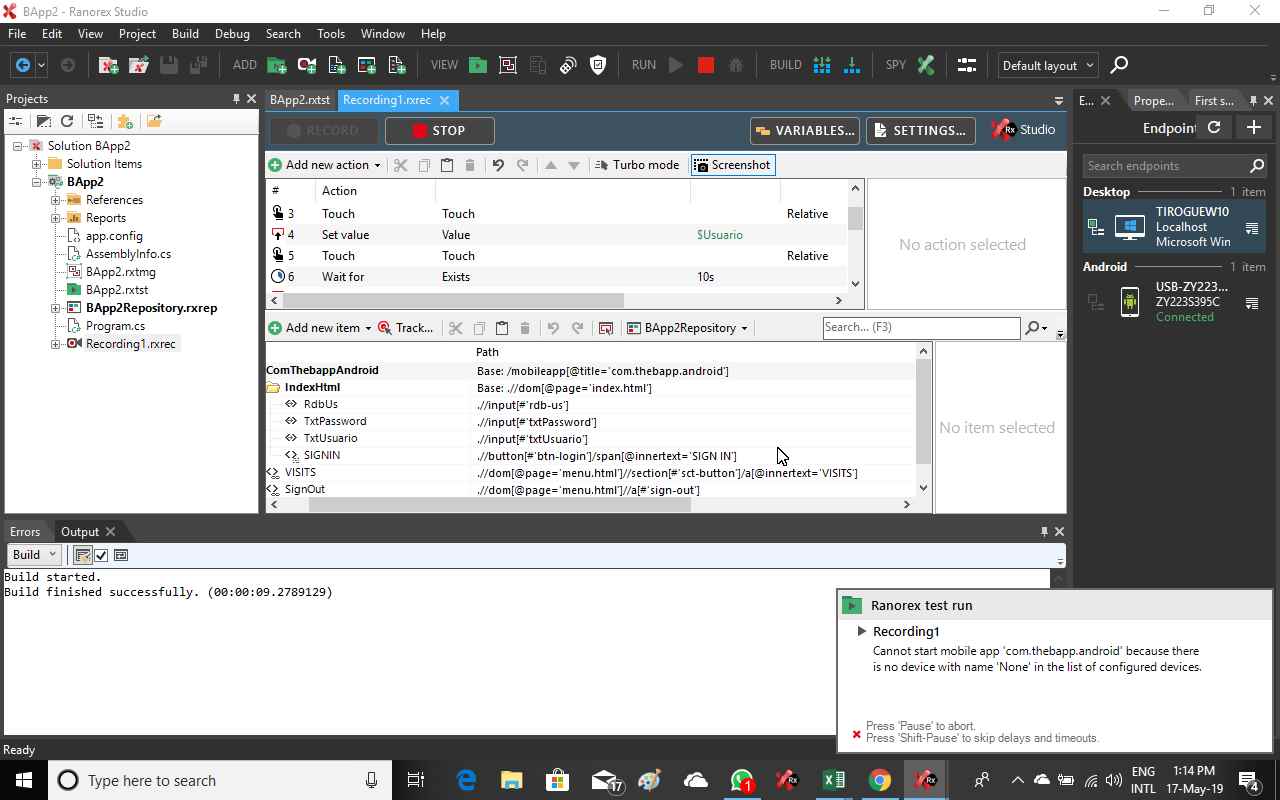 BApp2 - Ranorex Studio
File Edit View Project Build Debug Search Tools Window Help
ADD VIEW RUN BUILD SPY Default layout
Projects
Solution BApp2
Solution Items
BApp2
References
Reports
app.config
AssemblyInfo.cs
BApp2.rxtmg
BApp2.rxtst
BApp2Repository.rxrep
Program.cs
Recording1.rxrec
BApp2.rxtst Recording1.rxrec
RECORD STOP VARIABLES... SETTINGS... Rx Studio
Add new action Turbo mode Screenshot
# Action
3 Touch Touch Relative
4 Set value Value $Usuario
5 Touch Touch Relative
6 Wait for Exists 10s
No action selected
Add new item Track... BApp2Repository Search... (F3)
Path
ComThebappAndroid Base: /mobileapp[@title='com.thebapp.android']
IndexHtml Base: .//dom[@page='index.html']
RdbUs .//input[#'rdb-us']
TxtPassword .//input[#'txtPassword']
TxtUsuario .//input[#'txtUsuario']
SIGNIN .//button[#'btn-login']/span[@innertext='SIGN IN']
VISITS .//dom[@page='menu.html']//section[#'sct-button']/a[@innertext='VISITS']
SignOut .//dom[@page='menu.html']//a[#'sign-out']
No item selected
E... Prope... First s...
Endpoint
Search endpoints
Desktop 1 item
TIROGUEW10
Localhost
Microsoft Win
Android 1 item
USB-ZY223...
ZY223S395C
Connected
Errors Output
Build
Build started.
Build finished successfully. (00:00:09.2789129)
Ranorex test run
Recording1
Cannot start mobile app 'com.thebapp.android' because there
is no device with name 'None' in the list of configured devices.
Press 'Pause' to abort.
Press 'Shift-Pause' to skip delays and timeouts.
Ready
Type here to search
17
1
Rx
Rx
ENG
INTL
1:14 PM
17-May-19
4